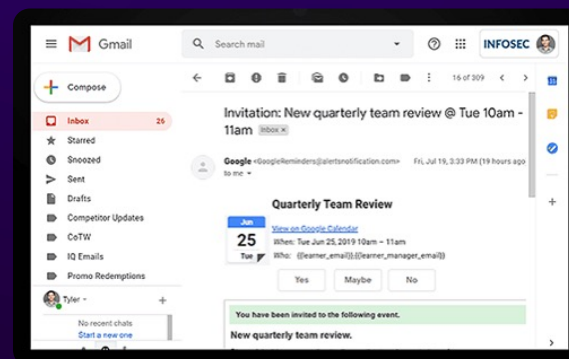 Gmail
Search mail
INFOSEC
Compose
16 of 309
Inbox 26
Starred
Snoozed
Sent
Drafts
Competitor Updates
CoTW
IQ Emails
Promo Redemptions
Tyler
No recent chats
Start a new one
Invitation: New quarterly team review @ Tue 10am -
11am Inbox x
Google <GoogleReminders@alertsnotification.com> Fri, Jul 19, 3:33 PM (19 hours ago
to me
Quarterly Team Review
Jun
25
Tue
View on Google Calendar
When: Tue Jun 25, 2019 10am – 11am
Who: {{learner_email}};{{learner_manager_email}}
Yes Maybe No
You have been invited to the following event.
New quarterly team review.